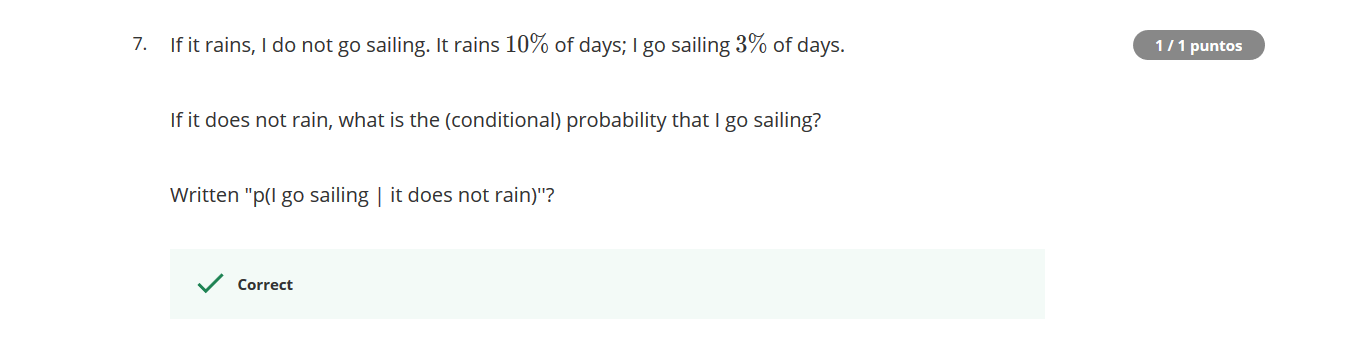 7. If it rains, I do not go sailing. It rains 10% of days; I go sailing 3% of days.
1 / 1 puntos
If it does not rain, what is the (conditional) probability that I go sailing?
Written "p(I go sailing | it does not rain)''?
Correct